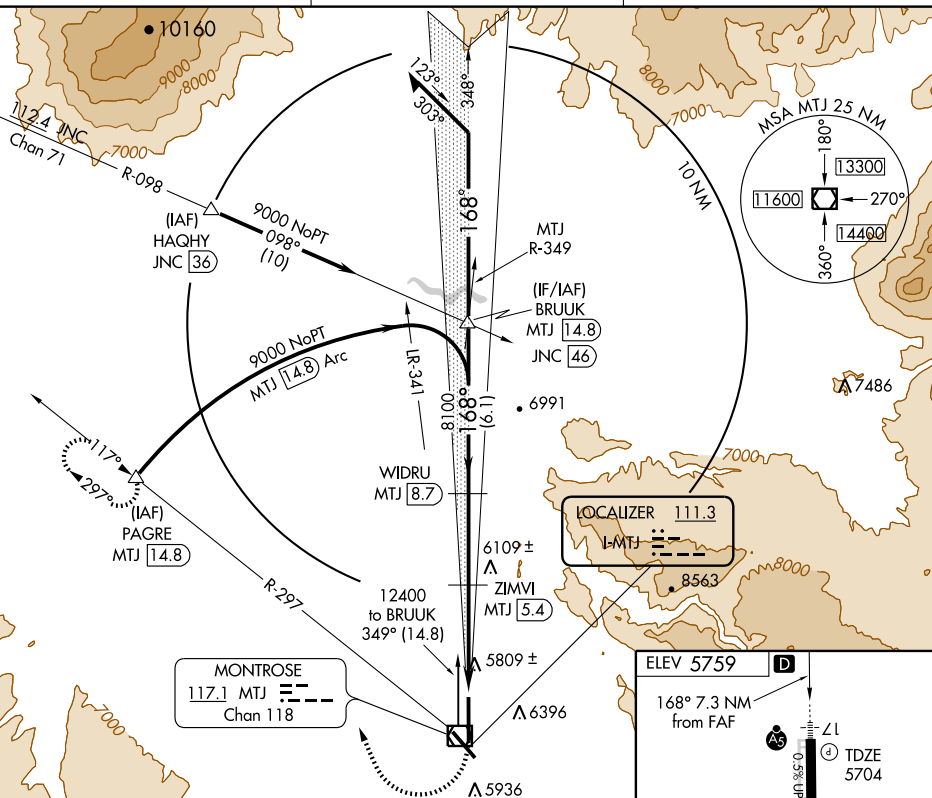 10160
9000
8000
7000
112.4 JNC
Chan 71
R-098
(IAF)
HAQHY
JNC 36
9000 NoPT
098°
(10)
123°
303°
348°
168°
MTJ
R-349
(IF/IAF)
BRUUK
MTJ 14.8
JNC 46
10 NM
8000
7000
MSA MTJ 25 NM
180°
13300
11600
270°
14400
360°
9000 NoPT
MTJ 14.8 Arc
LR-341
8100
168°
(6.1)
6991
7486
7000
117°
297°
(IAF)
PAGRE
MTJ 14.8
R-297
WIDRU
MTJ 8.7
LOCALIZER 111.3
I-MTJ
6109 ±
ZIMVI
MTJ 5.4
8000
8563
12400
to BRUUK
349° (14.8)
5809 ±
MONTROSE
117.1 MTJ
Chan 118
6396
5936
7000
ELEV 5759 D
168° 7.3 NM
from FAF
A5
17
P
TDZE
5704
0.5% UP